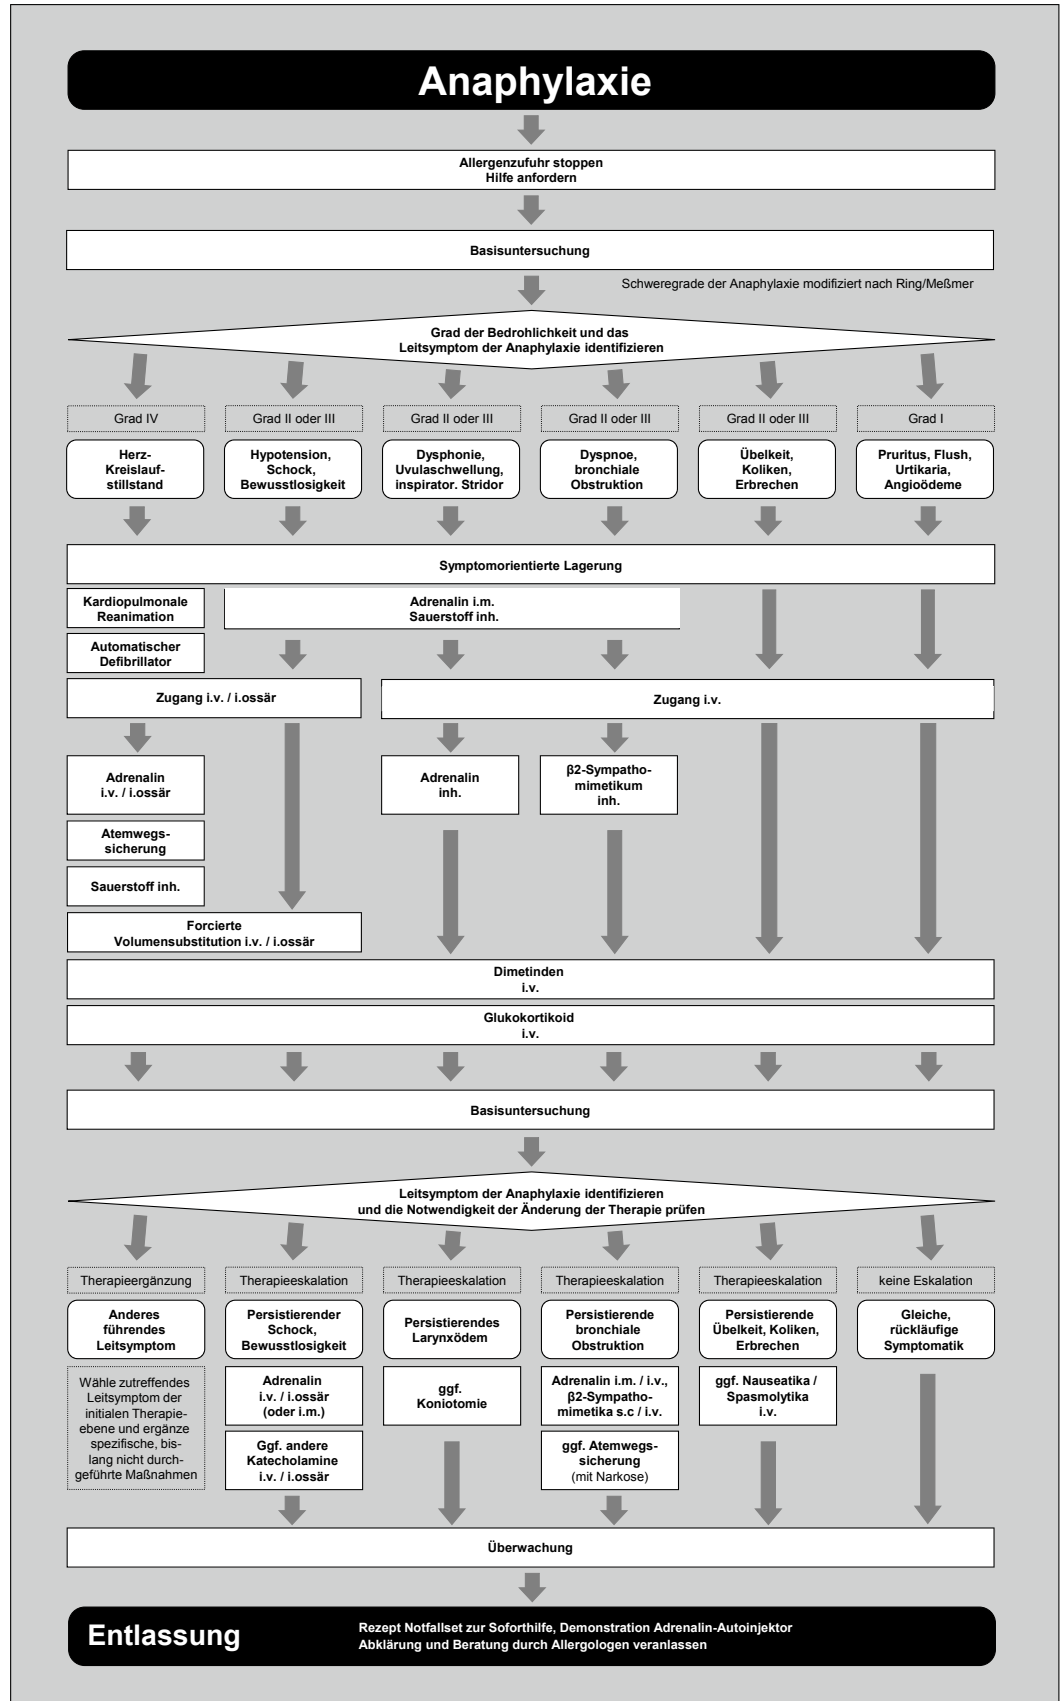 Anaphylaxie
Allergenzufuhr stoppen
Hilfe anfordern
Basisuntersuchung
Schweregrade der Anaphylaxie modifiziert nach Ring/Meßmer
Grad der Bedrohlichkeit und das
Leitsymptom der Anaphylaxie identifizieren
Grad IV
Herz-
Kreislauf-
stillstand
Grad II oder III
Hypotension,
Schock,
Bewusstlosigkeit
Grad II oder III
Dysphonie,
Uvulaschwellung,
inspirator. Stridor
Grad II oder III
Dyspnoe,
bronchiale
Obstruktion
Grad II oder III
Übelkeit,
Koliken,
Erbrechen
Grad I
Pruritus, Flush,
Urtikaria,
Angioödeme
Symptomorientierte Lagerung
Kardiopulmonale
Reanimation
Automatischer
Defibrillator
Adrenalin i.m.
Sauerstoff inh.
Zugang i.v. / i.ossär
Zugang i.v.
Adrenalin
i.v. / i.ossär
Atemwegs-
sicherung
Sauerstoff inh.
Adrenalin
inh.
β2-Sympatho-
mimetikum
inh.
Forcierte
Volumensubstitution i.v. / i.ossär
Dimetinden
i.v.
Glukokortikoid
i.v.
Basisuntersuchung
Leitsymptom der Anaphylaxie identifizieren
und die Notwendigkeit der Änderung der Therapie prüfen
Therapieergänzung
Anderes
führendes
Leitsymptom
Wähle zutreffendes
Leitsymptom der
initialen Therapie-
ebene und ergänze
spezifische, bis-
lang nicht durch-
geführte Maßnahmen
Therapieeskalation
Persistierender
Schock,
Bewusstlosigkeit
Adrenalin
i.v. / i.ossär
(oder i.m.)
Ggf. andere
Katecholamine
i.v. / i.ossär
Therapieeskalation
Persistierendes
Larynxödem
ggf.
Koniotomie
Therapieeskalation
Persistierende
bronchiale
Obstruktion
Adrenalin i.m. / i.v.,
β2-Sympatho-
mimetika s.c / i.v.
ggf. Atemwegs-
sicherung
(mit Narkose)
Therapieeskalation
Persistierende
Übelkeit, Koliken,
Erbrechen
ggf. Nauseatika /
Spasmolytika
i.v.
keine Eskalation
Gleiche,
rückläufige
Symptomatik
Überwachung
Entlassung
Rezept Notfallset zur Soforthilfe, Demonstration Adrenalin-Autoinjektor
Abklärung und Beratung durch Allergologen veranlassen